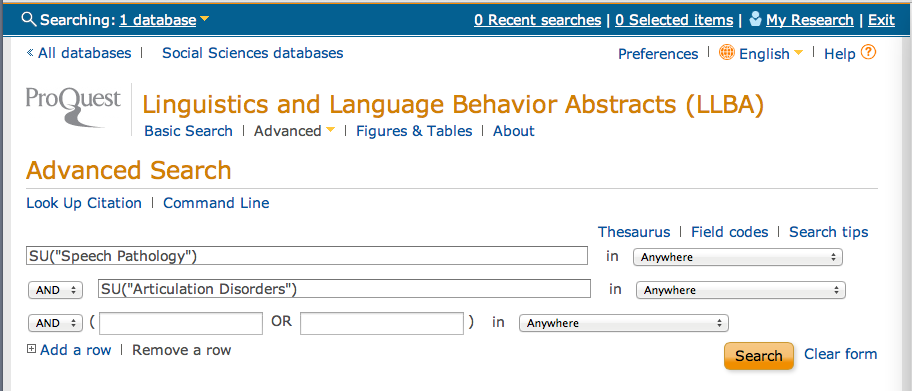 Searching: 1 database 0 Recent searches | 0 Selected items | My Research | Exit
« All databases | Social Sciences databases Preferences | English | Help ?
ProQuest Linguistics and Language Behavior Abstracts (LLBA)
Basic Search | Advanced | Figures & Tables | About
Advanced Search
Look Up Citation | Command Line
Thesaurus | Field codes | Search tips
SU("Speech Pathology") in Anywhere
AND SU("Articulation Disorders") in Anywhere
AND ( OR ) in Anywhere
Add a row | Remove a row Search Clear form